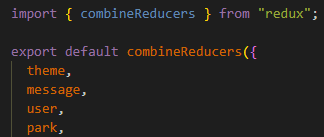 import { combineReducers } from "redux";
export default combineReducers({
theme,
message,
user,
park,